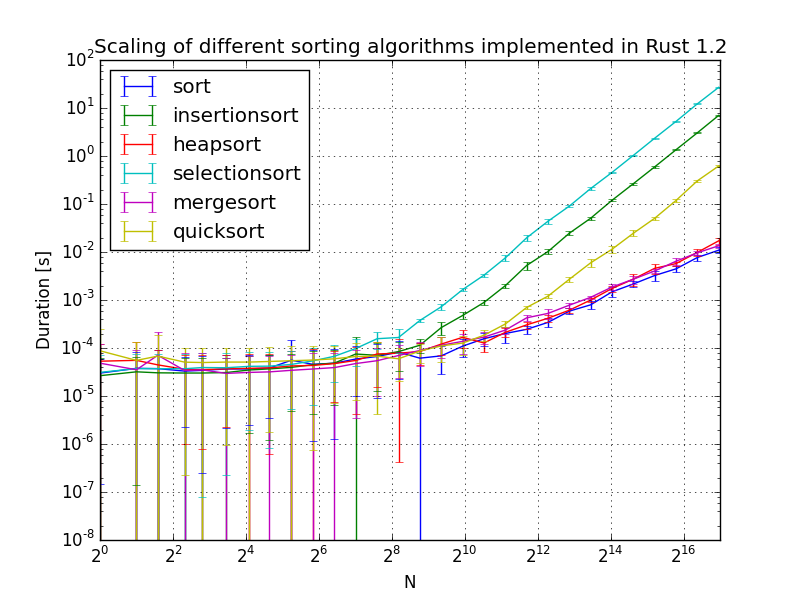 Scaling of different sorting algorithms implemented in Rust 1.2
sort
insertionsort
heapsort
selectionsort
mergesort
quicksort
Duration [s]
10^2
10^1
10^0
10^-1
10^-2
10^-3
10^-4
10^-5
10^-6
10^-7
10^-8
2^0 2^2 2^4 2^6 2^8 2^10 2^12 2^14 2^16
N